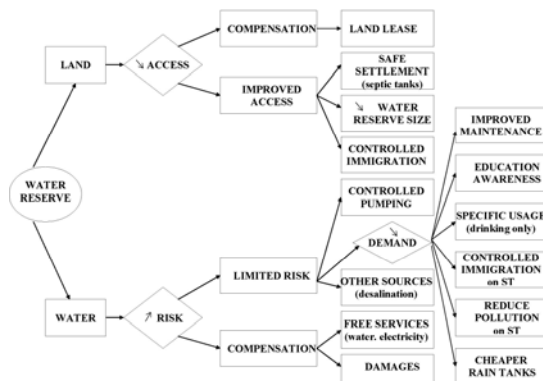 COMPENSATION
LAND LEASE
LAND
↘ ACCESS
SAFE
SETTLEMENT
(septic tanks)
IMPROVED
ACCESS
↘ WATER
RESERVE SIZE
CONTROLLED
IMMIGRATION
IMPROVED
MAINTENANCE
EDUCATION
AWARENESS
WATER
RESERVE
CONTROLLED
PUMPING
SPECIFIC USAGE
(drinking only)
↘
DEMAND
LIMITED RISK
CONTROLLED
IMMIGRATION
on ST
OTHER SOURCES
(desalination)
WATER
↗ RISK
REDUCE
POLLUTION
on ST
FREE SERVICES
(water. electricity)
COMPENSATION
DAMAGES
CHEAPER
RAIN TANKS